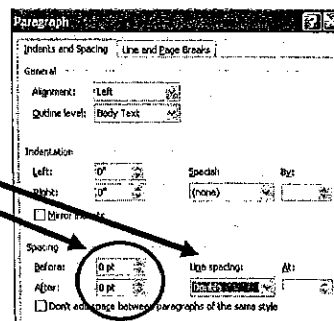 Paragraph
Indents and Spacing Line and Page Breaks
General
Alignment: Left
Outline level: Body Text
Indentation
Left: 0" Special: By:
Right: 0" (none)
Mirror
Spacing
Before: 0 pt Line spacing: At:
After: 0 pt
Don't add space between paragraphs of the same style